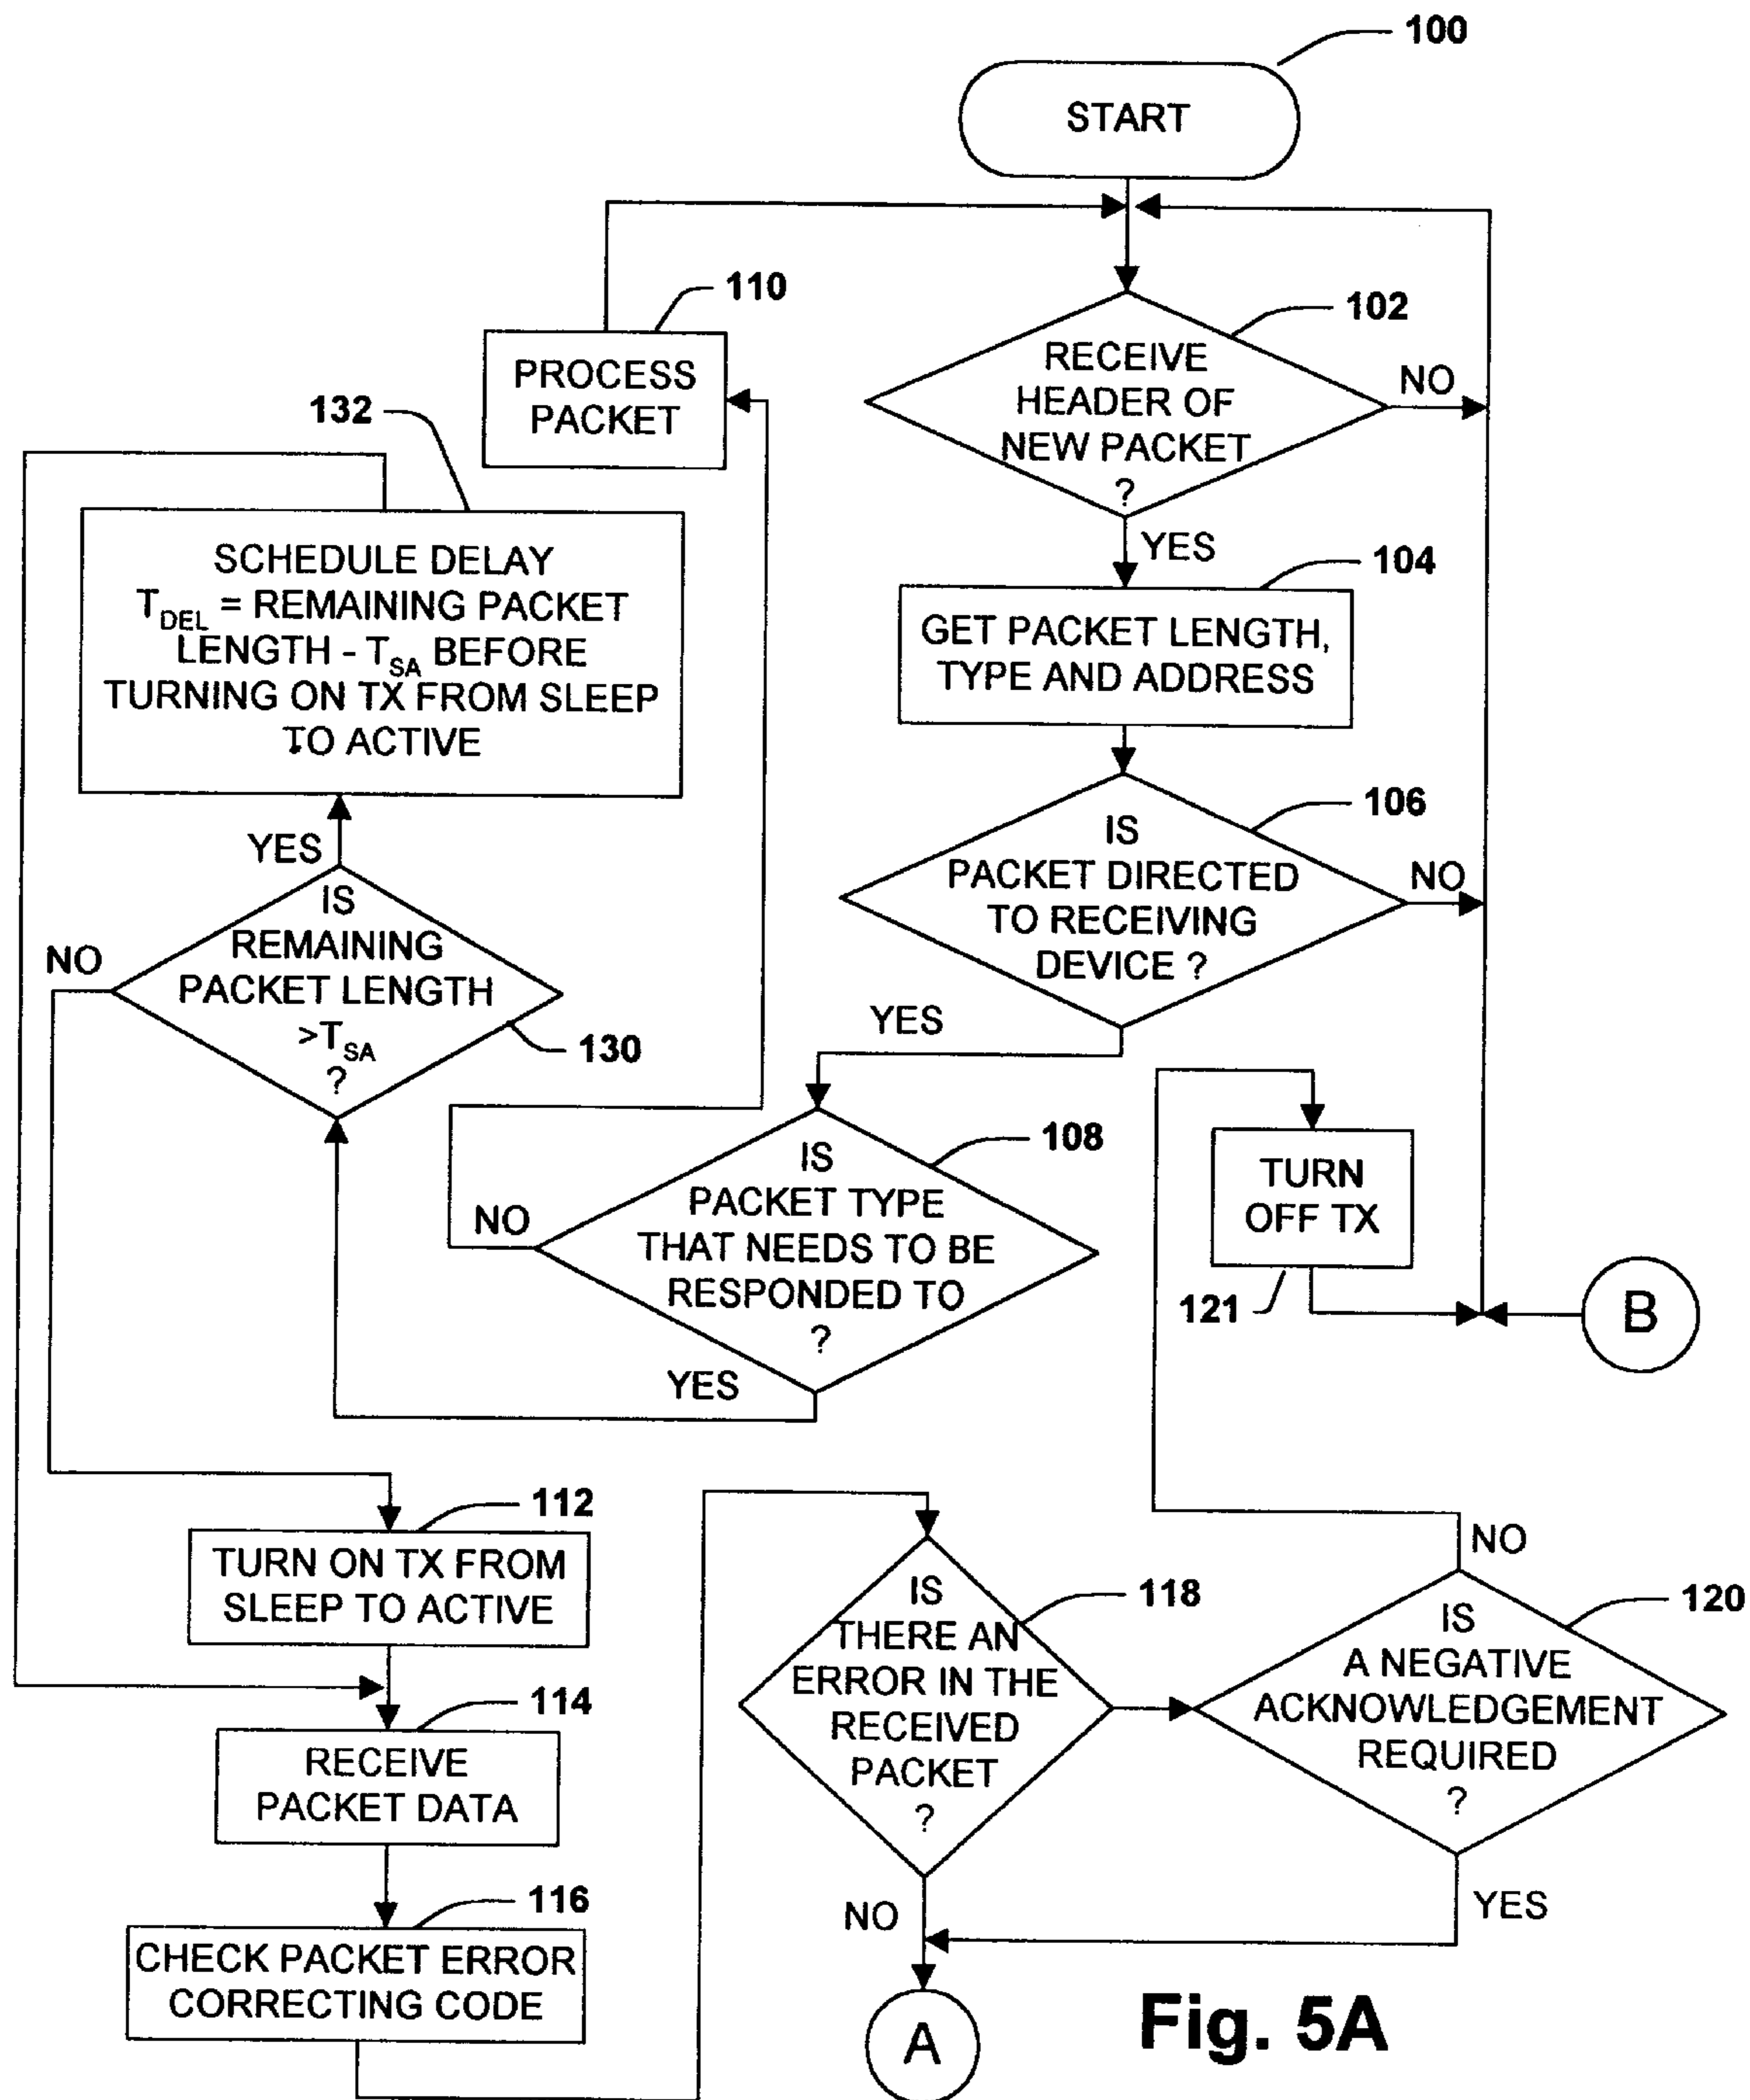 100
START
110
102
PROCESS
PACKET
RECEIVE
HEADER OF
NEW PACKET
?
NO
YES
132
SCHEDULE DELAY
T_DEL = REMAINING PACKET
LENGTH - T_SA BEFORE
TURNING ON TX FROM SLEEP
TO ACTIVE
104
GET PACKET LENGTH,
TYPE AND ADDRESS
106
IS
PACKET DIRECTED
TO RECEIVING
DEVICE ?
NO
YES
YES
IS
REMAINING
PACKET LENGTH
>T_SA
?
NO
130
108
IS
PACKET TYPE
THAT NEEDS TO BE
RESPONDED TO
?
NO
YES
TURN
OFF TX
121
B
112
TURN ON TX FROM
SLEEP TO ACTIVE
114
RECEIVE
PACKET DATA
116
CHECK PACKET ERROR
CORRECTING CODE
118
IS
THERE AN
ERROR IN THE
RECEIVED
PACKET
?
NO
NO
120
IS
A NEGATIVE
ACKNOWLEDGEMENT
REQUIRED
?
YES
A
Fig. 5A